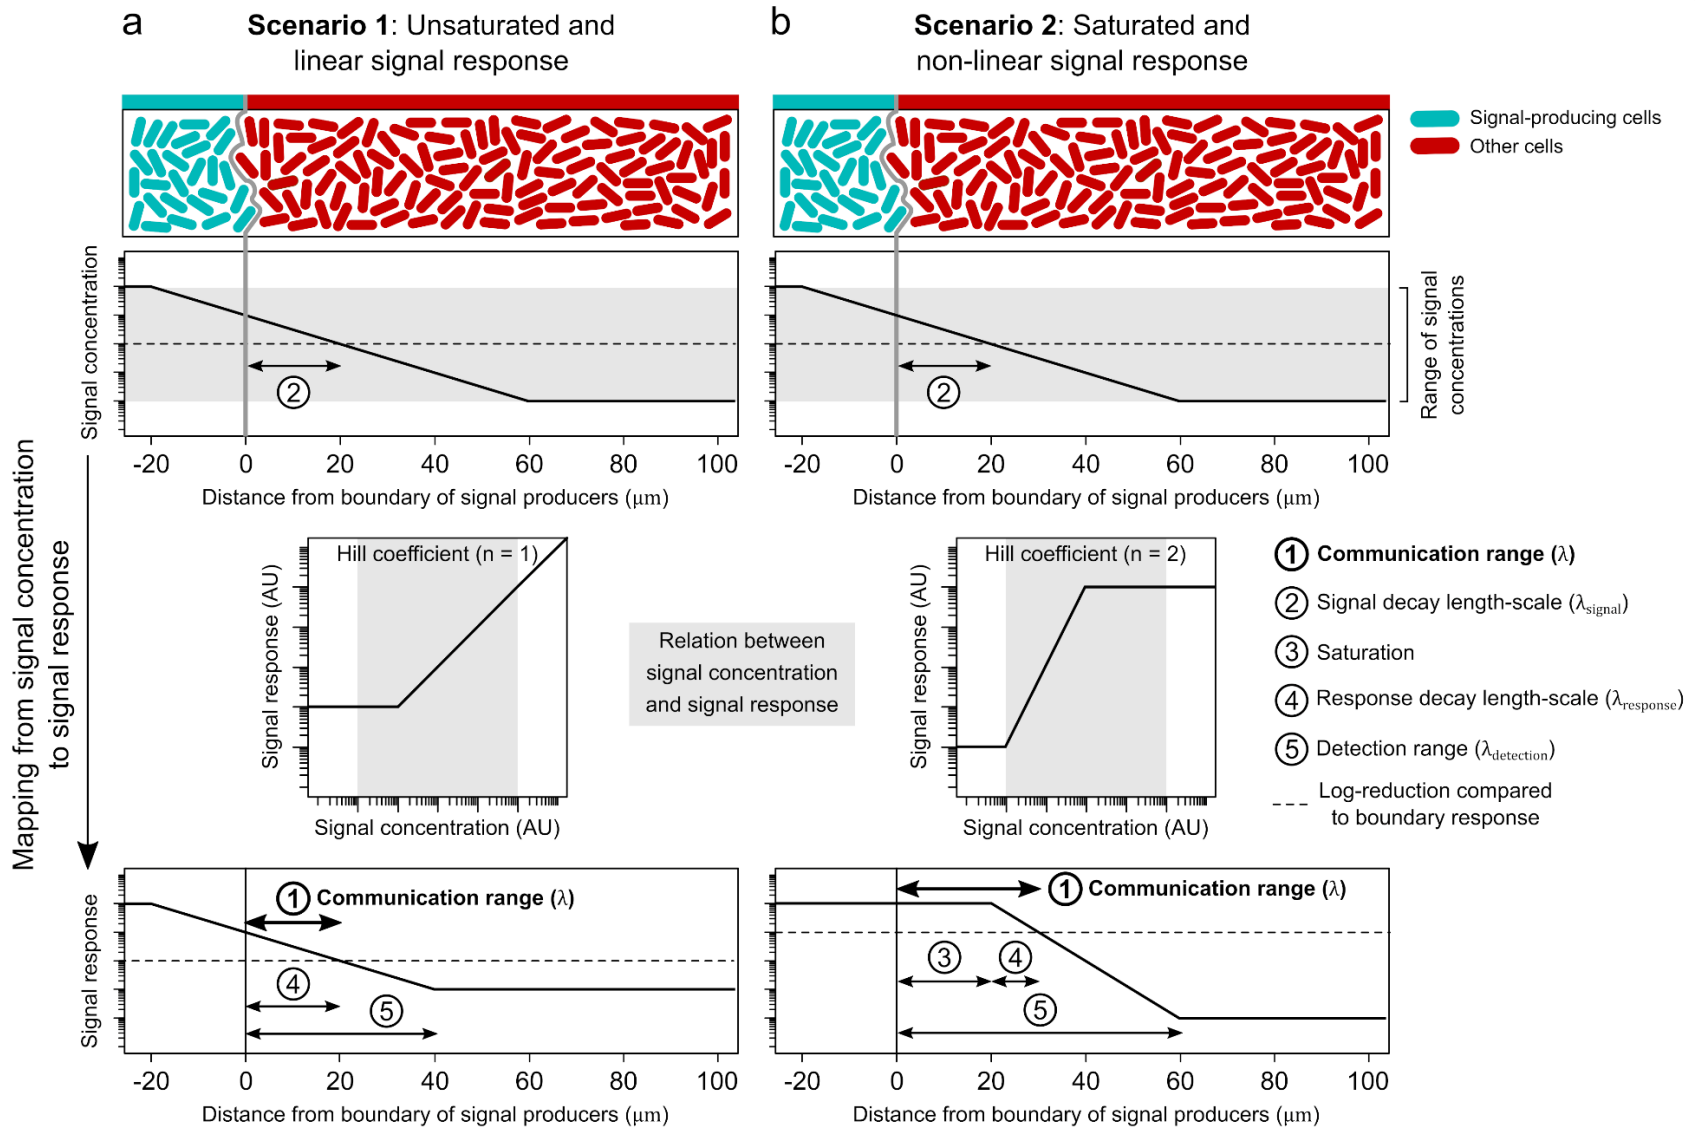 a
Scenario 1: Unsaturated and
linear signal response
b
Scenario 2: Saturated and
non-linear signal response
Signal-producing cells
Other cells
Signal concentration
2
-20 0 20 40 60 80 100
Distance from boundary of signal producers (μm)
2
-20 0 20 40 60 80 100
Distance from boundary of signal producers (μm)
Range of signal
concentrations
Mapping from signal concentration
to signal response
Hill coefficient (n = 1)
Signal response (AU)
Signal concentration (AU)
Relation between
signal concentration
and signal response
Hill coefficient (n = 2)
Signal response (AU)
Signal concentration (AU)
1 Communication range (λ)
2 Signal decay length-scale (λsignal)
3 Saturation
4 Response decay length-scale (λresponse)
5 Detection range (λdetection)
Log-reduction compared
to boundary response
Signal response
1 Communication range (λ)
4
5
-20 0 20 40 60 80 100
Distance from boundary of signal producers (μm)
1 Communication range (λ)
3 4
5
-20 0 20 40 60 80 100
Distance from boundary of signal producers (μm)